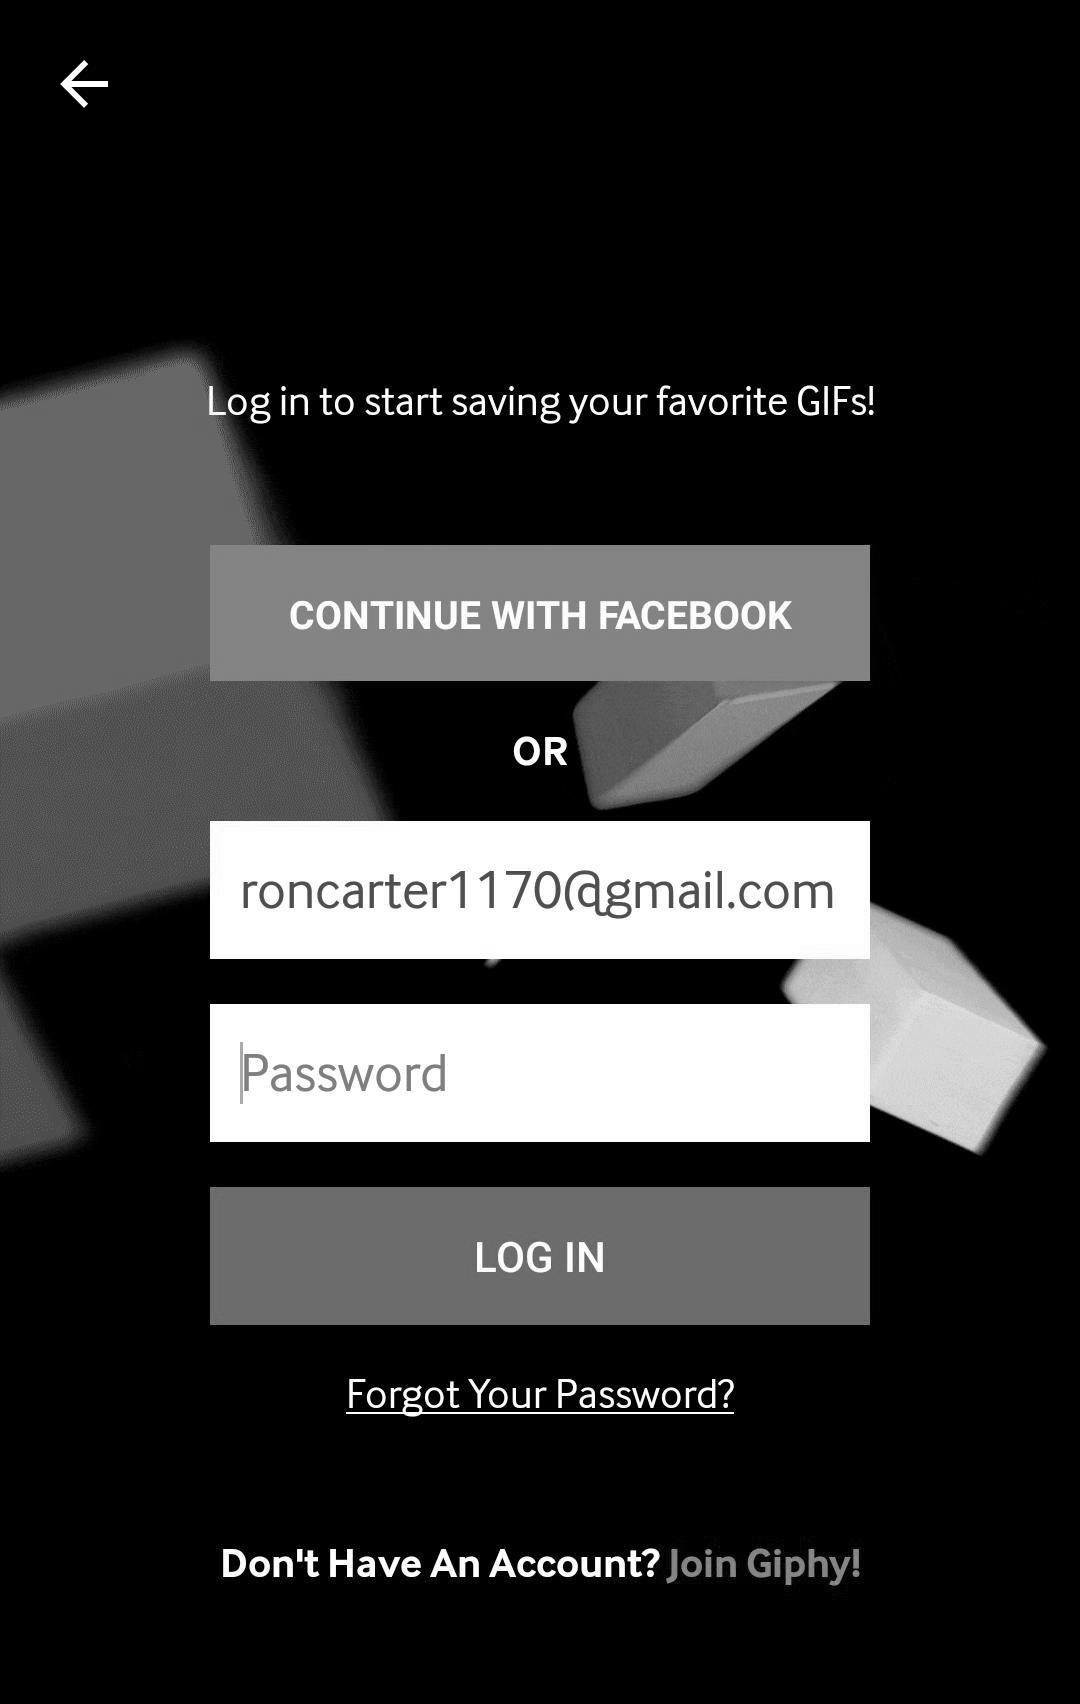 Log in to start saving your favorite GIFs!
CONTINUE WITH FACEBOOK
OR
roncarter1170@gmail.com
Password
LOG IN
Forgot Your Password?
Don't Have An Account? Join Giphy!